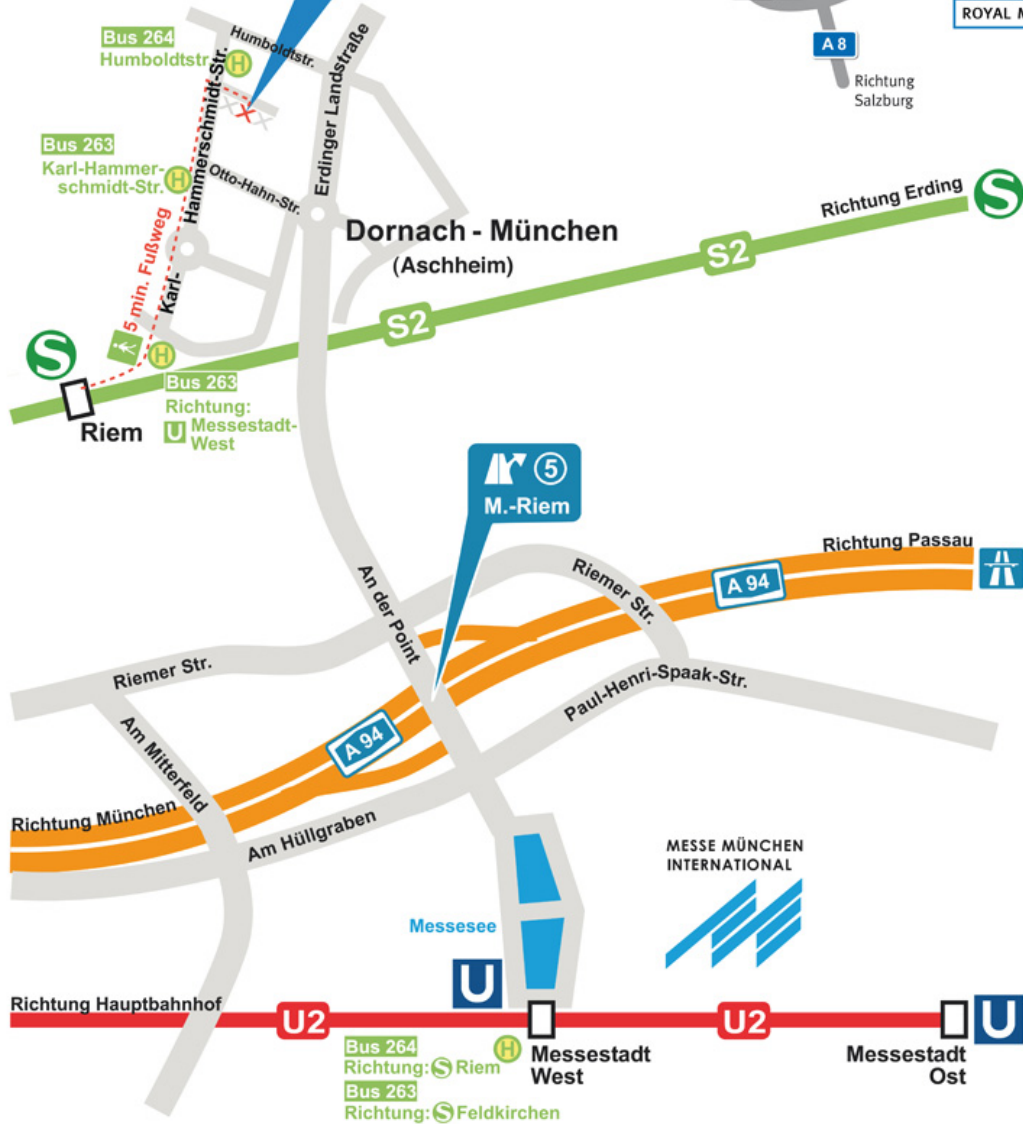 ROYAL M
A 8
Richtung
Salzburg
Bus 264
Humboldtstr.
Humboldtstr.
Erdinger Landstraße
Hammerschmidt-Str.
Karl-
Bus 263
Karl-Hammer-
schmidt-Str.
H
H
Otto-Hahn-Str.
5 min. Fußweg
Dornach - München
(Aschheim)
Richtung Erding
S
S2
S2
S
H
Riem
Bus 263
Richtung:
U Messestadt-
West
5
M.-Riem
Richtung Passau
A 94
An der Point
Riemer Str.
Riemer Str.
Paul-Henri-Spaak-Str.
Am Mitterfeld
A 94
Richtung München
Am Hüllgraben
MESSE MÜNCHEN
INTERNATIONAL
Messesee
U
Richtung Hauptbahnhof
U2
U2
U
Bus 264
Richtung: S Riem
H
Messestadt
West
Messestadt
Ost
Bus 263
Richtung: S Feldkirchen